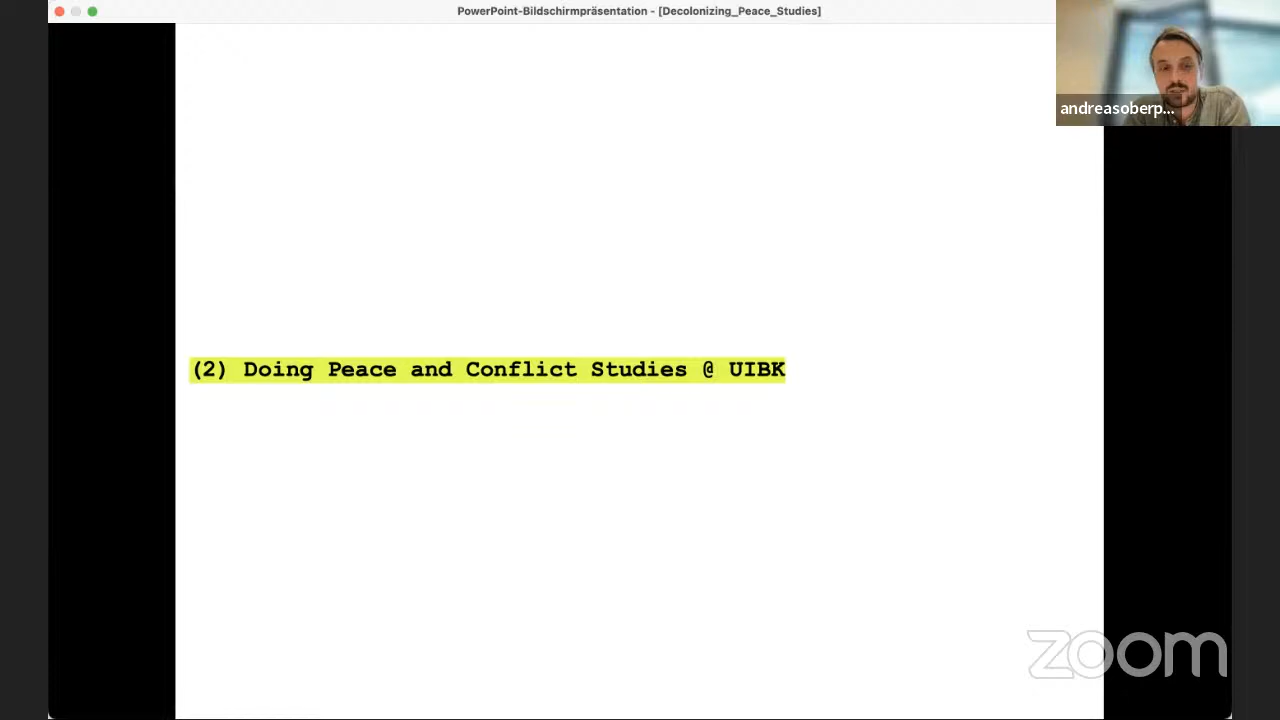 PowerPoint-Bildschirmpräsentation - [Decolonizing_Peace_Studies]
andreasoberp...
(2) Doing Peace and Conflict Studies @ UIBK
zoom